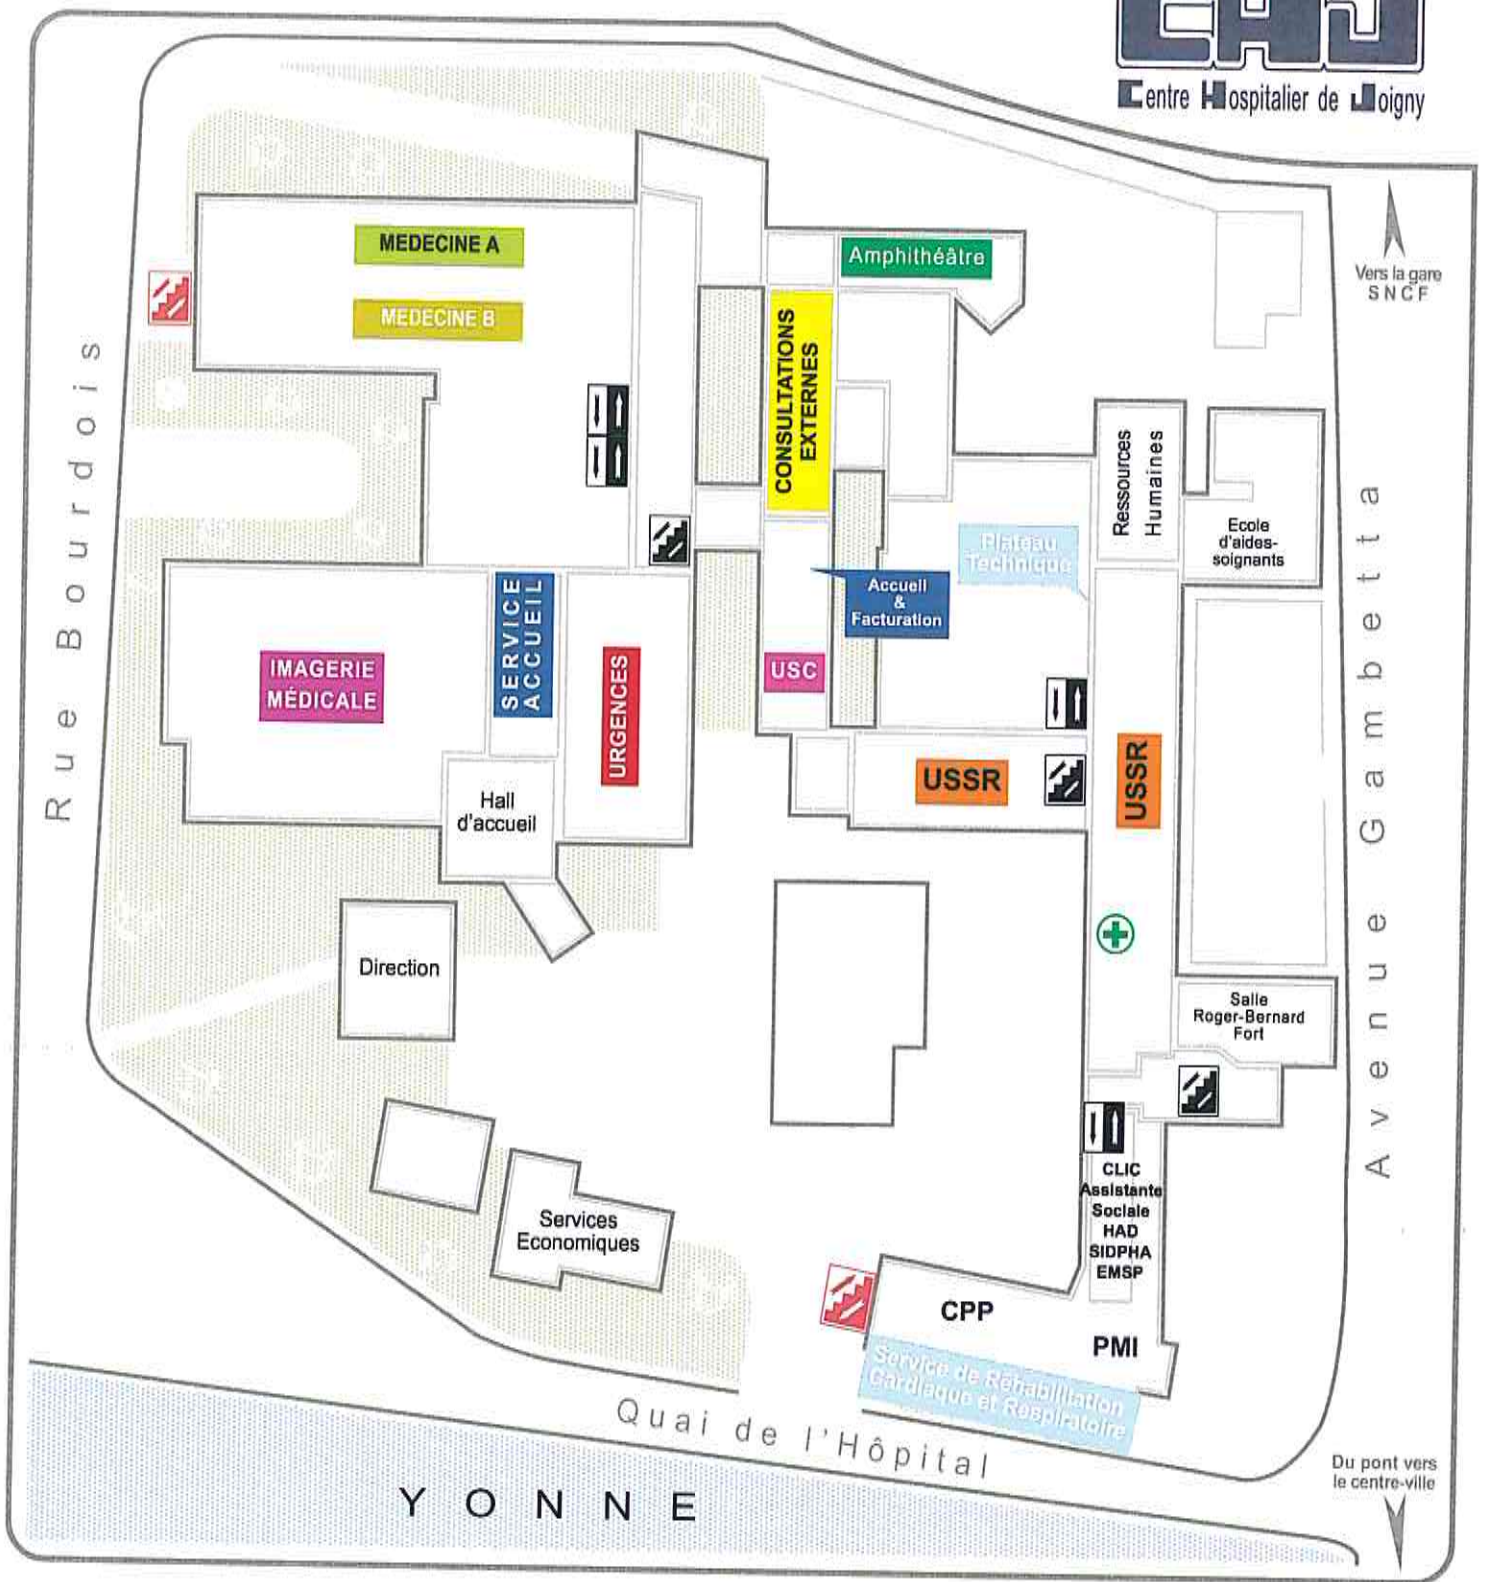 CHJ
Centre Hospitalier de Joigny
Vers la gare
SNCF
MEDECINE A
MEDECINE B
Amphithéâtre
CONSULTATIONS
EXTERNES
Ressources
Humaines
Ecole
d'aides-
soignants
Plateau
Technique
Accueil
&
Facturation
Rue Bourdois
Avenue Gambetta
IMAGERIE
MÉDICALE
SERVICE
ACCUEIL
URGENCES
USC
USSR
USSR
Hall
d'accueil
Direction
Salle
Roger-Bernard
Fort
CLIC
Assistante
Sociale
HAD
SIDPHA
EMSP
Services
Economiques
CPP
PMI
Service de Réhabilitation
Cardiaque et Respiratoire
Quai de l'Hôpital
YONNE
Du pont vers
le centre-ville